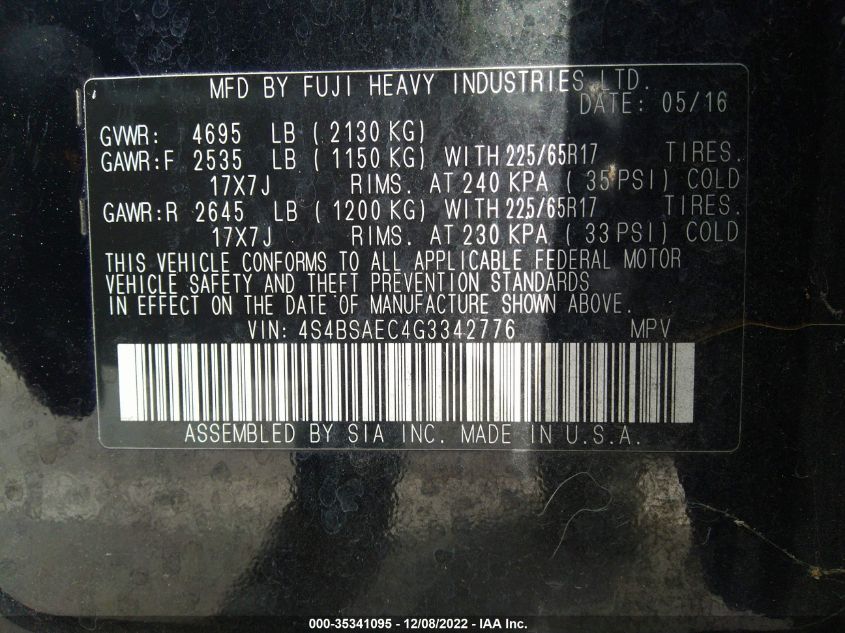 MFD BY FUJI HEAVY INDUSTRIES LTD.
DATE: 05/16
GVWR: 4695 LB ( 2130 KG)
GAWR:F 2535 LB ( 1150 KG) WITH 225/65R17 TIRES.
17X7J RIMS. AT 240 KPA ( 35 PSI) COLD
GAWR:R 2645 LB ( 1200 KG) WITH 225/65R17 TIRES.
17X7J RIMS. AT 230 KPA ( 33 PSI) COLD
THIS VEHICLE CONFORMS TO ALL APPLICABLE FEDERAL MOTOR
VEHICLE SAFETY AND THEFT PREVENTION STANDARDS
IN EFFECT ON THE DATE OF MANUFACTURE SHOWN ABOVE.
VIN: 4S4BSAEC4G3342776 MPV
ASSEMBLED BY SIA INC. MADE IN U.S.A.
000-35341095 - 12/08/2022 - IAA Inc.